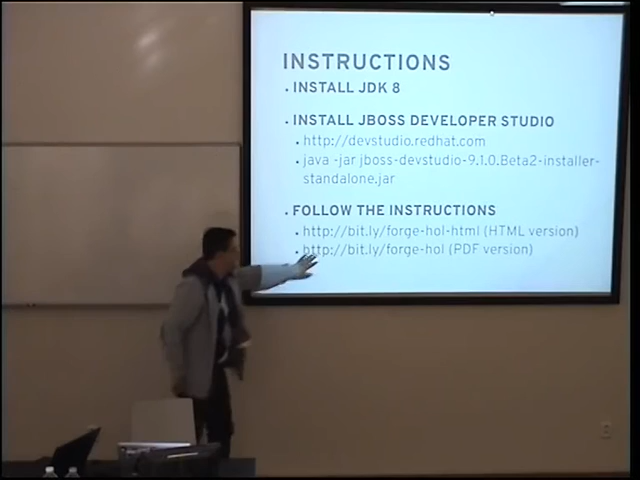 INSTRUCTIONS
INSTALL JDK 8
INSTALL JBOSS DEVELOPER STUDIO
http://devstudio.redhat.com
java -jar jboss-devstudio-9.1.0.Beta2-installer-
standalone.jar
FOLLOW THE INSTRUCTIONS
http://bit.ly/forge-hol-html (HTML version)
http://bit.ly/forge-hol (PDF version)